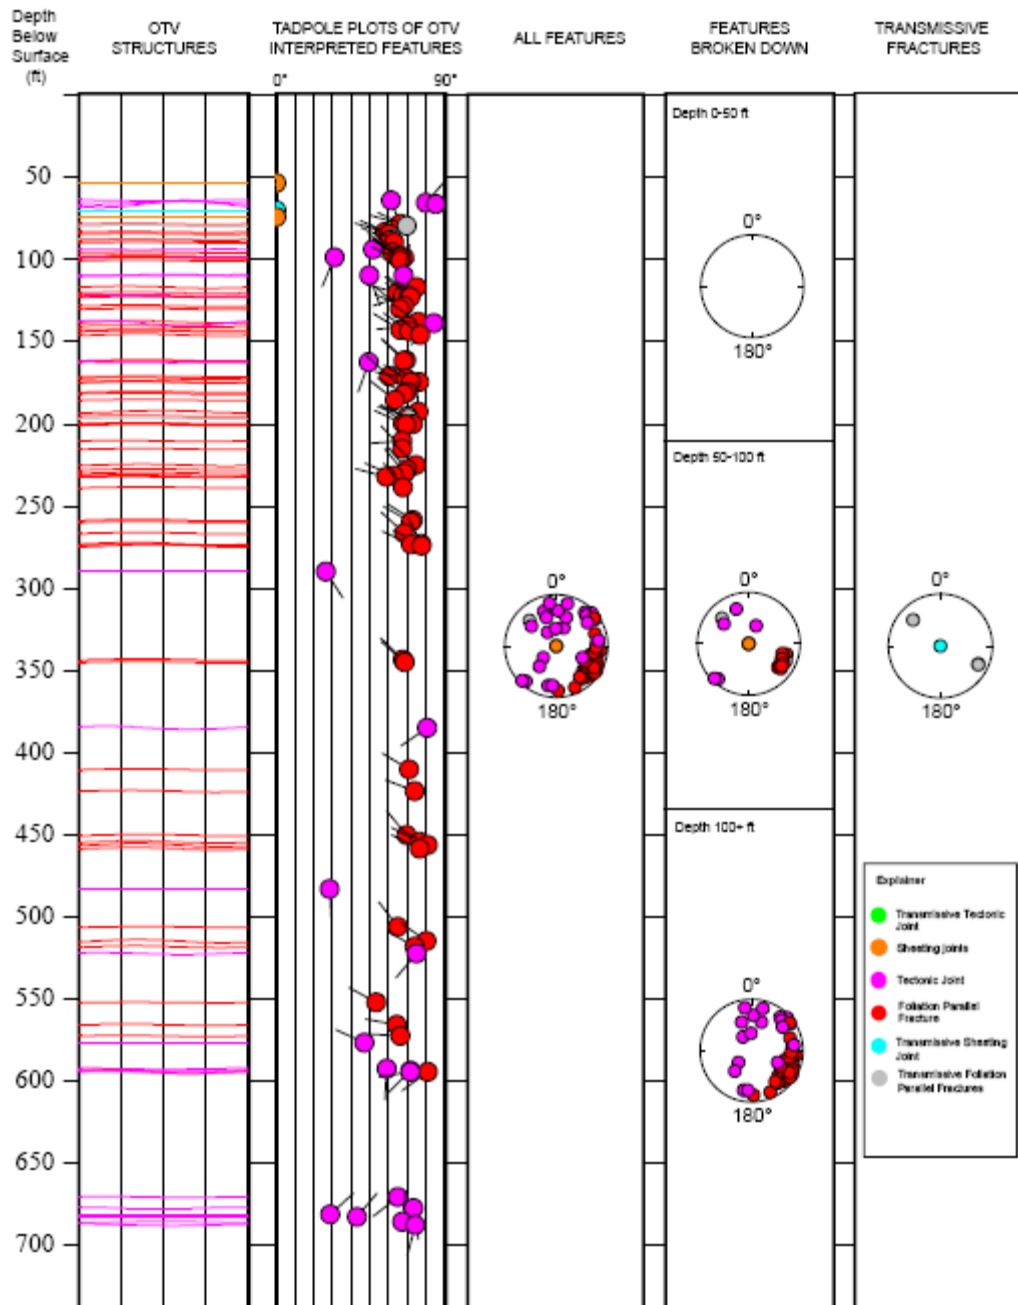 Depth
Below
Surface
(ft)
OTV
STRUCTURES
TADPOLE PLOTS OF OTV
INTERPRETED FEATURES
ALL FEATURES
FEATURES
BROKEN DOWN
TRANSMISSIVE
FRACTURES
0°
90°
50
100
150
200
250
300
350
400
450
500
550
600
650
700
0°
180°
Depth 0-50 ft
0°
180°
Depth 50-100 ft
0°
180°
Depth 100+ ft
0°
180°
0°
180°
Explainer
Transmissive Tectonic
Joint
Sheeting Joints
Tectonic Joint
Foliation Parallel
Fracture
Transmissive Sheeting
Joint
Transmissive Foliation
Parallel Fractures